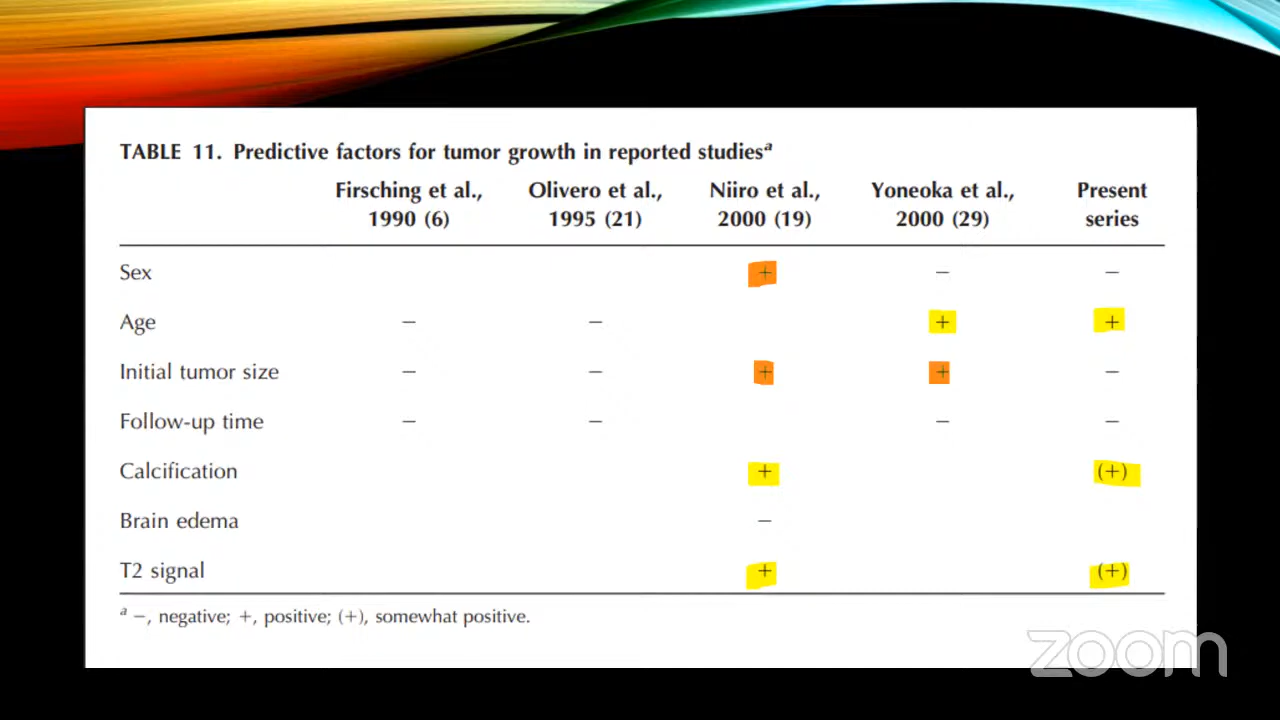 TABLE 11. Predictive factors for tumor growth in reported studiesᵃ
Firsching et al., 1990 (6) Olivero et al., 1995 (21) Niiro et al., 2000 (19) Yoneoka et al., 2000 (29) Present series
Sex + − −
Age − − + +
Initial tumor size − − + + −
Follow-up time − − − −
Calcification + (+)
Brain edema −
T2 signal + (+)
ᵃ −, negative; +, positive; (+), somewhat positive.
zoom